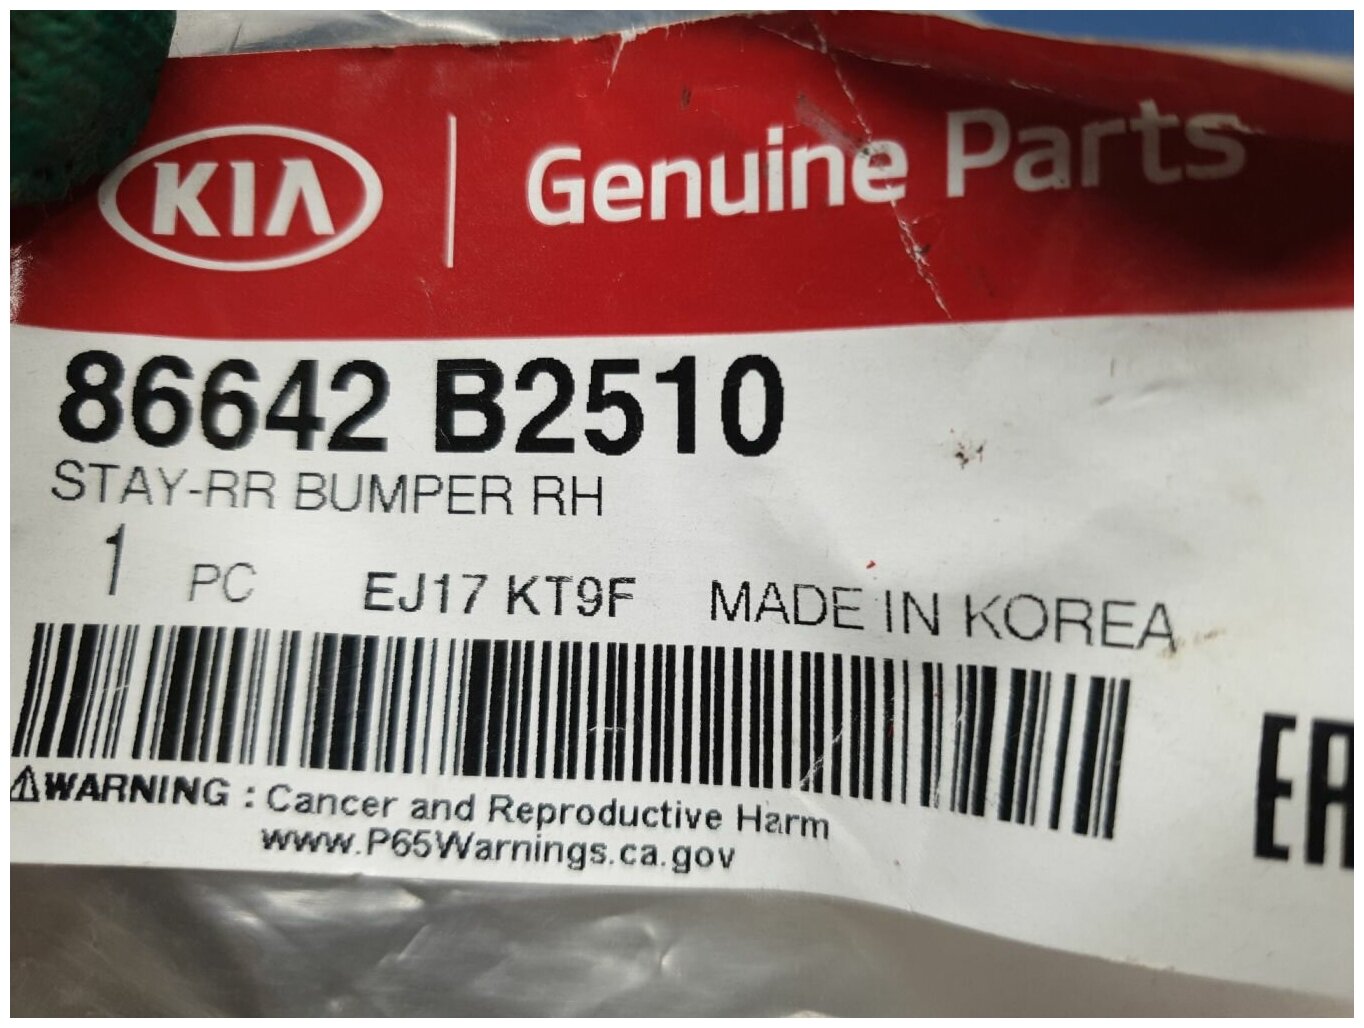 KIA Genuine Parts
86642 B2510
STAY-RR BUMPER RH
1 PC EJ17 KT9F MADE IN KOREA
⚠WARNING : Cancer and Reproductive Harm
www.P65Warnings.ca.gov